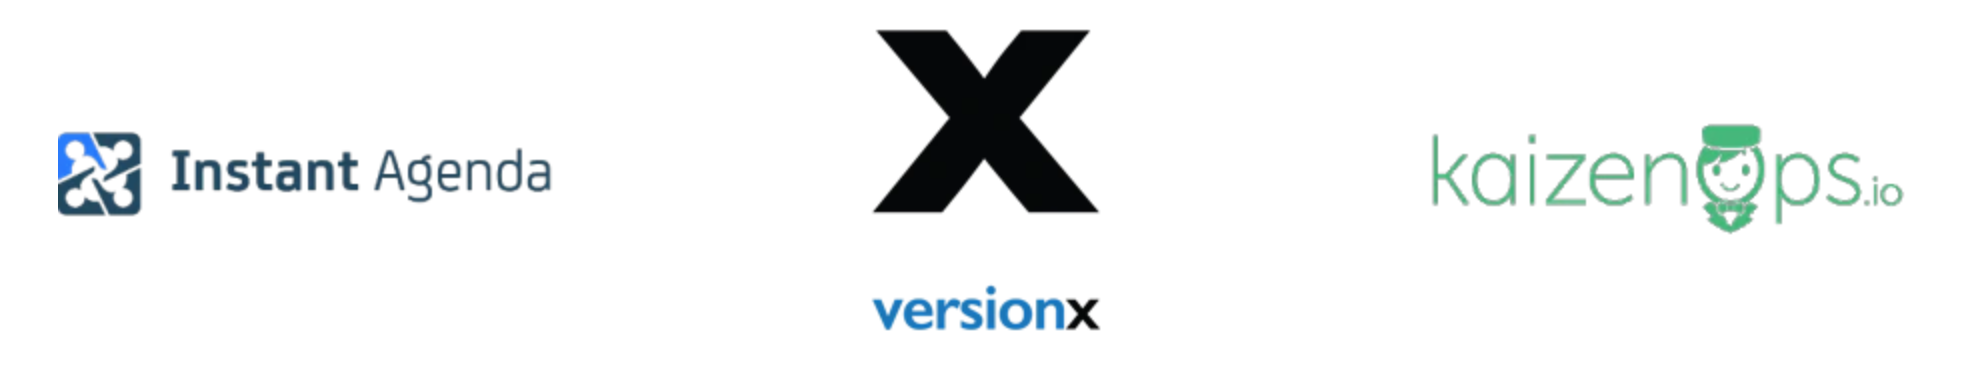 Instant Agenda
X
versionx
kaizenops.io